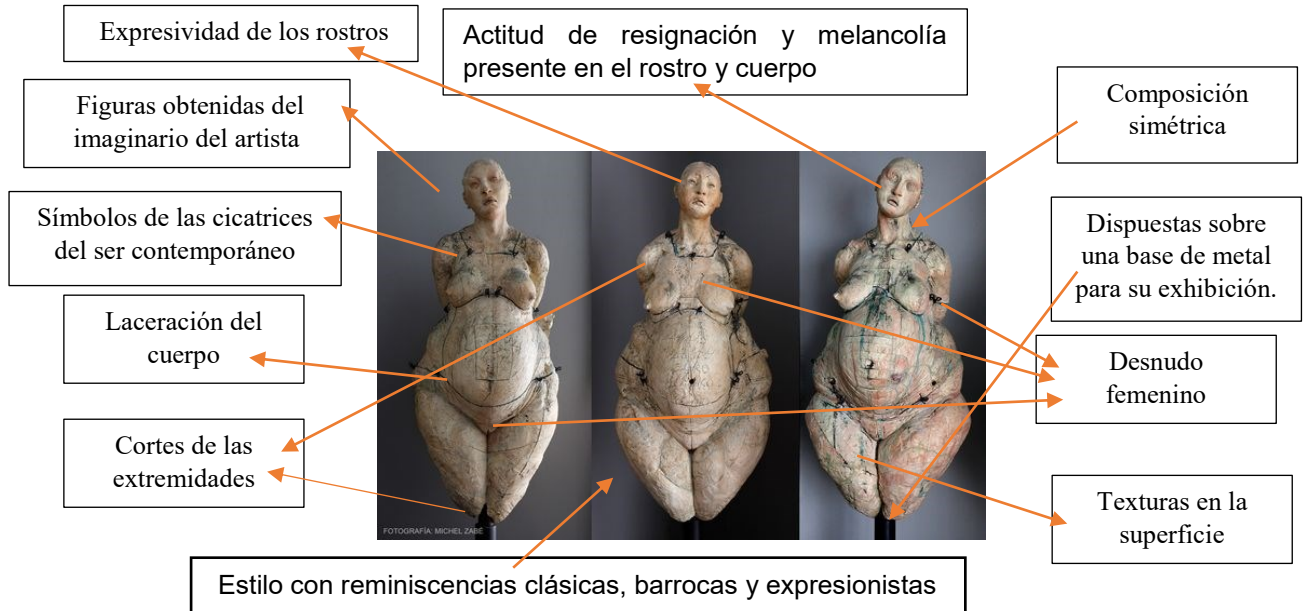 Expresividad de los rostros
Actitud de resignación y melancolía
presente en el rostro y cuerpo
Figuras obtenidas del
imaginario del artista
Composición
simétrica
Símbolos de las cicatrices
del ser contemporáneo
Dispuestas sobre
una base de metal
para su exhibición.
Laceración del
cuerpo
Desnudo
femenino
Cortes de las
extremidades
Texturas en la
superficie
FOTOGRAFÍA: MICHEL ZABÉ
Estilo con reminiscencias clásicas, barrocas y expresionistas